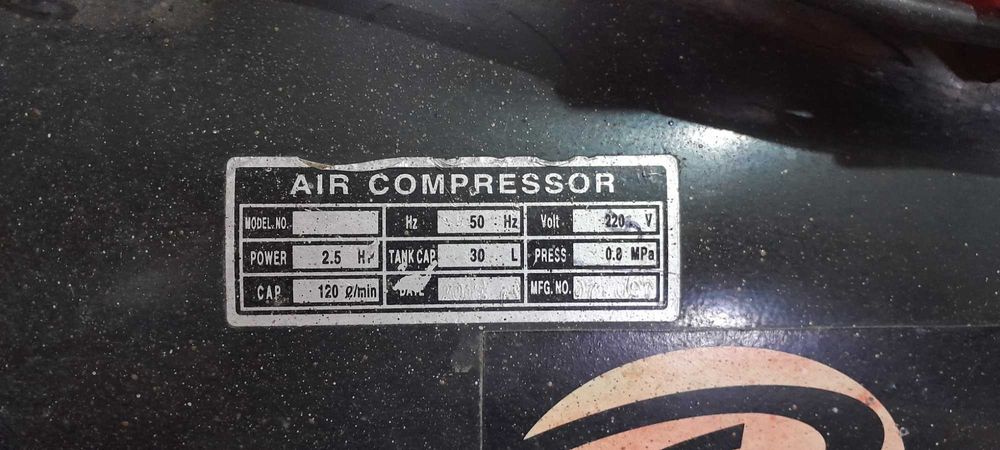 AIR COMPRESSOR
MODEL.NO. Hz 50 Hz Volt 220 V
POWER 2.5 HP TANK CAP 30 L PRESS 0.8 MPa
CAP 120 ℓ/min DATE MFG.NO.